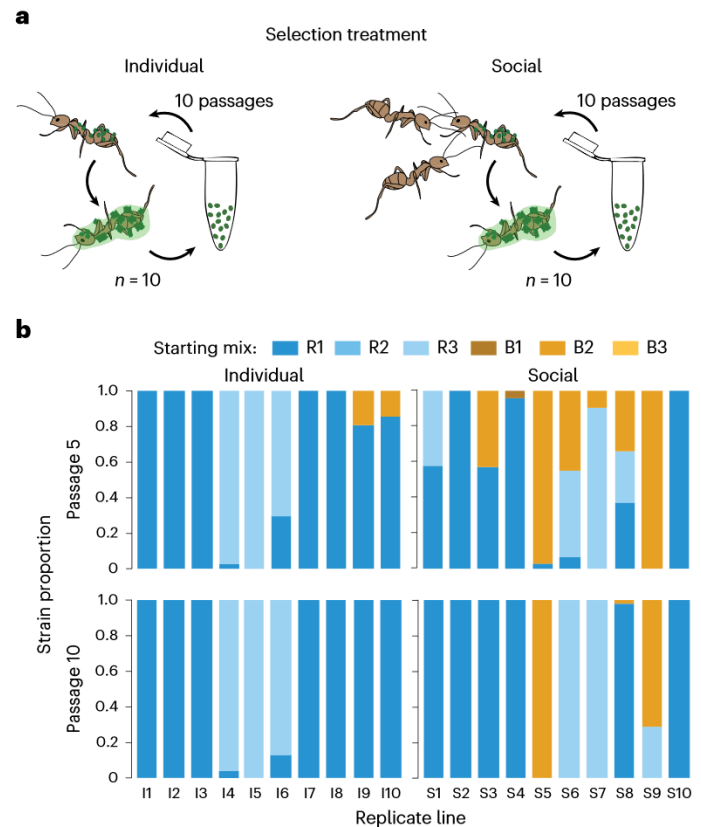 a
Selection treatment
Individual
Social
10 passages
10 passages
n = 10
n = 10
b
Starting mix: R1 R2 R3 B1 B2 B3
Individual
Social
Strain proportion
Passage 5
1.0
0.8
0.6
0.4
0.2
0
Passage 10
1.0
0.8
0.6
0.4
0.2
0
I1 I2 I3 I4 I5 I6 I7 I8 I9 I10 S1 S2 S3 S4 S5 S6 S7 S8 S9 S10
Replicate line